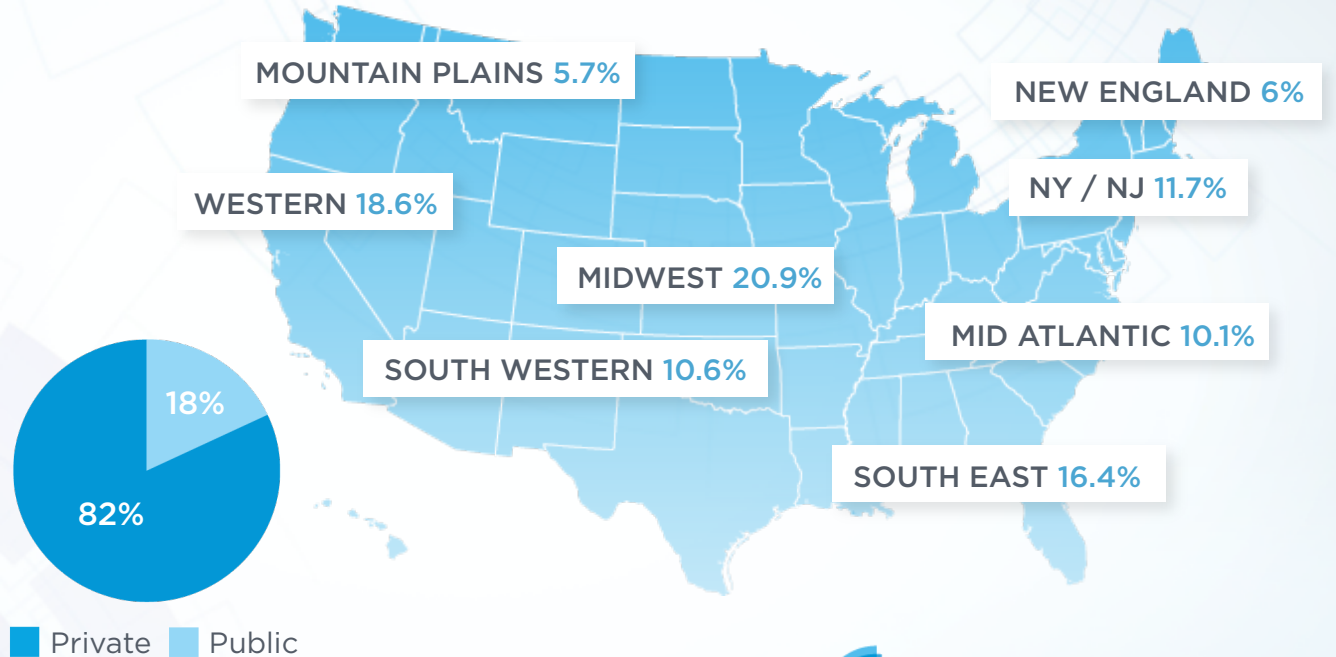 MOUNTAIN PLAINS 5.7%
NEW ENGLAND 6%
WESTERN 18.6%
NY / NJ 11.7%
MIDWEST 20.9%
MID ATLANTIC 10.1%
SOUTH WESTERN 10.6%
SOUTH EAST 16.4%
18%
82%
Private
Public